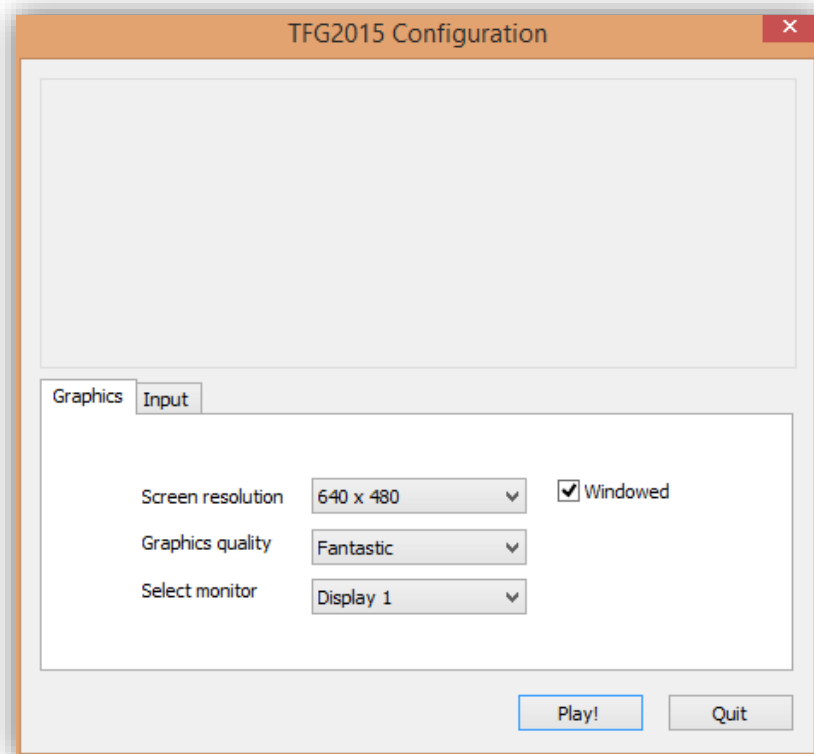 TFG2015 Configuration
Graphics
Input
Screen resolution
640 x 480
Windowed
Graphics quality
Fantastic
Select monitor
Display 1
Play!
Quit